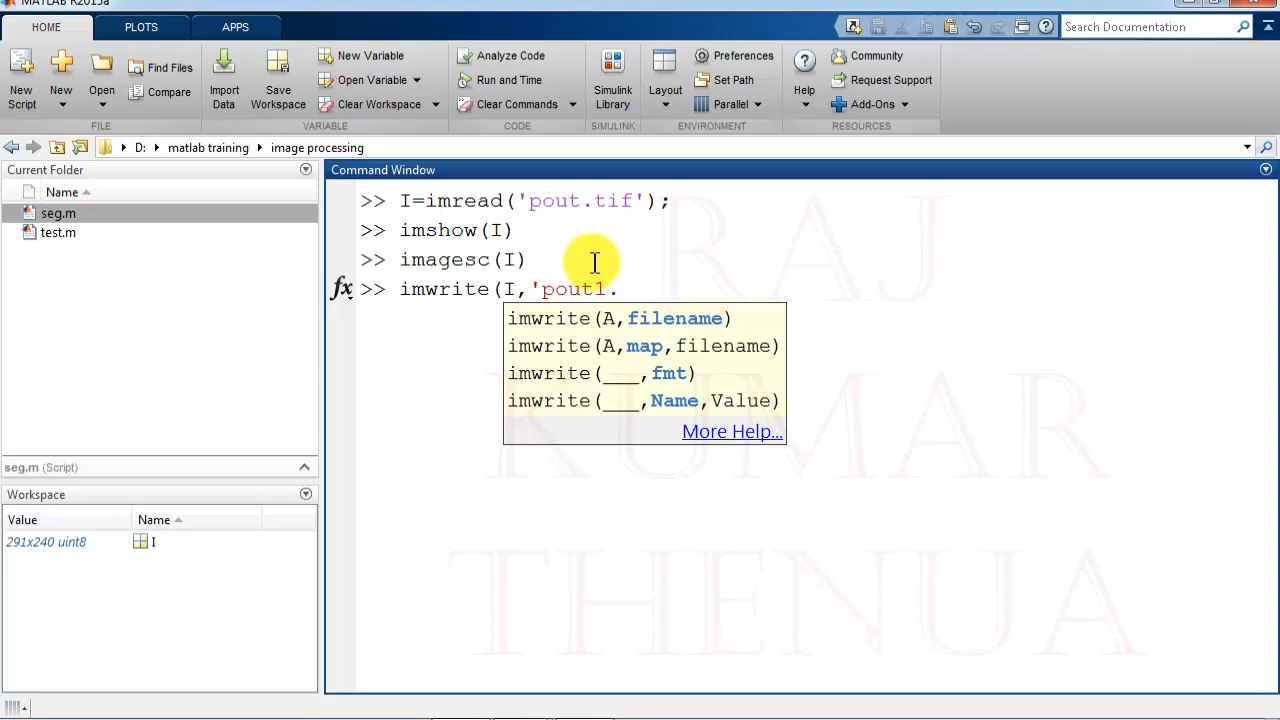 MATLAB R2015a
HOME PLOTS APPS
Search Documentation
New Script
New
Open
Find Files
Compare
Import Data
Save Workspace
New Variable
Open Variable
Clear Workspace
Analyze Code
Run and Time
Clear Commands
Simulink Library
Layout
Preferences
Set Path
Parallel
Help
Community
Request Support
Add-Ons
FILE VARIABLE CODE SIMULINK ENVIRONMENT RESOURCES
D: matlab training image processing
Current Folder
Name
seg.m
test.m
seg.m (Script)
Workspace
Value Name
291x240 uint8 I
Command Window
>> I=imread('pout.tif');
>> imshow(I)
>> imagesc(I)
fx >> imwrite(I,'pout1.
imwrite(A,filename)
imwrite(A,map,filename)
imwrite(___,fmt)
imwrite(___,Name,Value)
More Help...
RAJ
KUMAR
THENUA